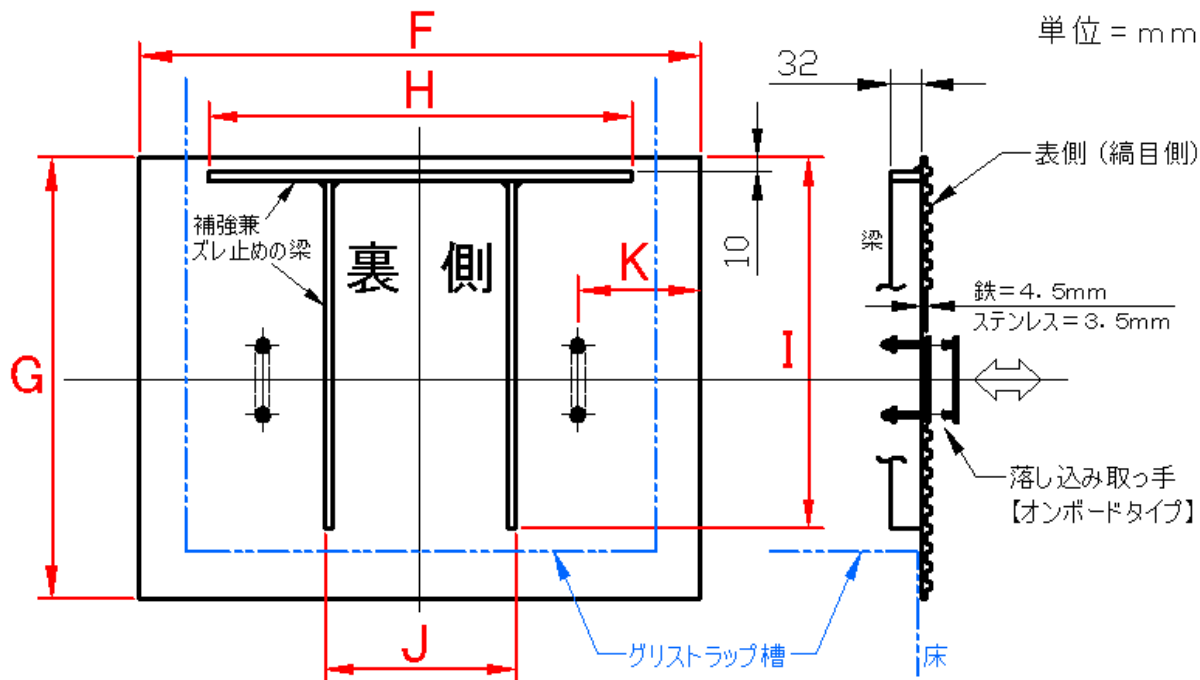 単位=mm
F
32
H
表側(縞目側)
補強兼
ズレ止めの梁
裏側
K
10
梁
鉄=4.5mm
ステンレス=3.5mm
G
I
落し込み取っ手
【オンボードタイプ】
J
グリストラップ槽
床